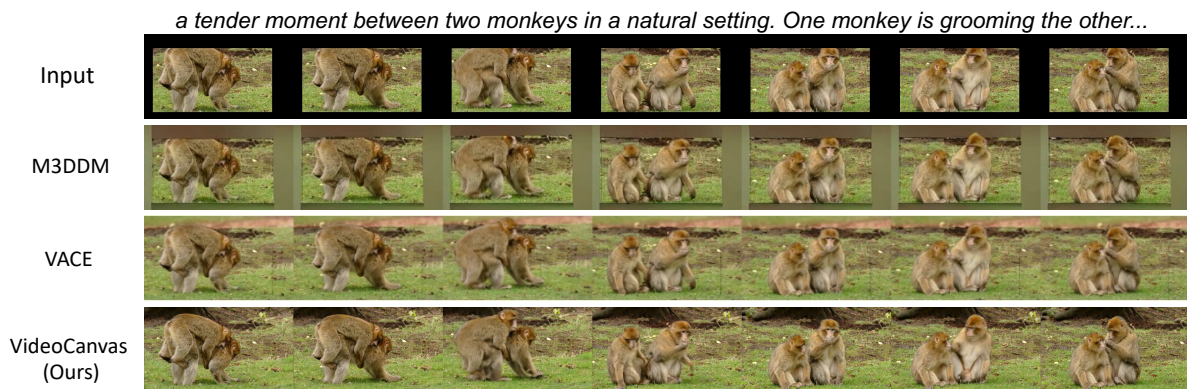 a tender moment between two monkeys in a natural setting. One monkey is grooming the other...
Input
M3DDM
VACE
VideoCanvas
(Ours)